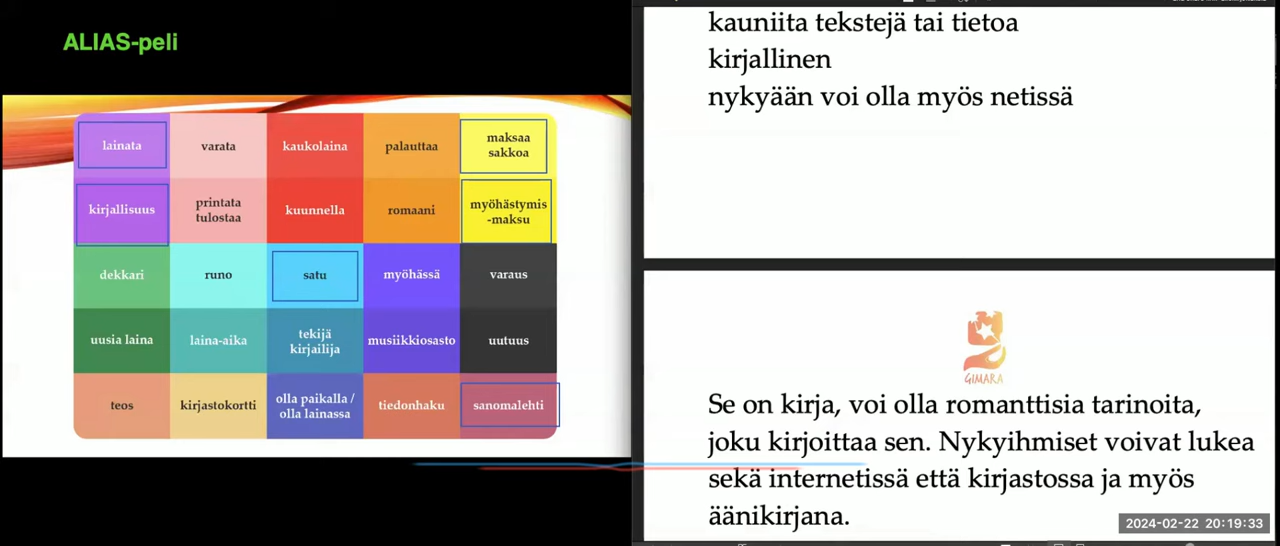 ALIAS-peli
lainata
varata
kaukolaina
palauttaa
maksaa
sakkoa
kirjallisuus
printata
tulostaa
kuunnella
romaani
myöhästymis
-maksu
dekkari
runo
satu
myöhässä
varaus
uusia laina
laina-aika
tekijä
kirjailija
musiikkiosasto
uutuus
teos
kirjastokortti
olla paikalla /
olla lainassa
tiedonhaku
sanomalehti
kauniita tekstejä tai tietoa
kirjallinen
nykyään voi olla myös netissä
GIMARA
Se on kirja, voi olla romanttisia tarinoita,
joku kirjoittaa sen. Nykyihmiset voivat lukea
sekä internetissä että kirjastossa ja myös
äänikirjana.
2024-02-22 20:19:33